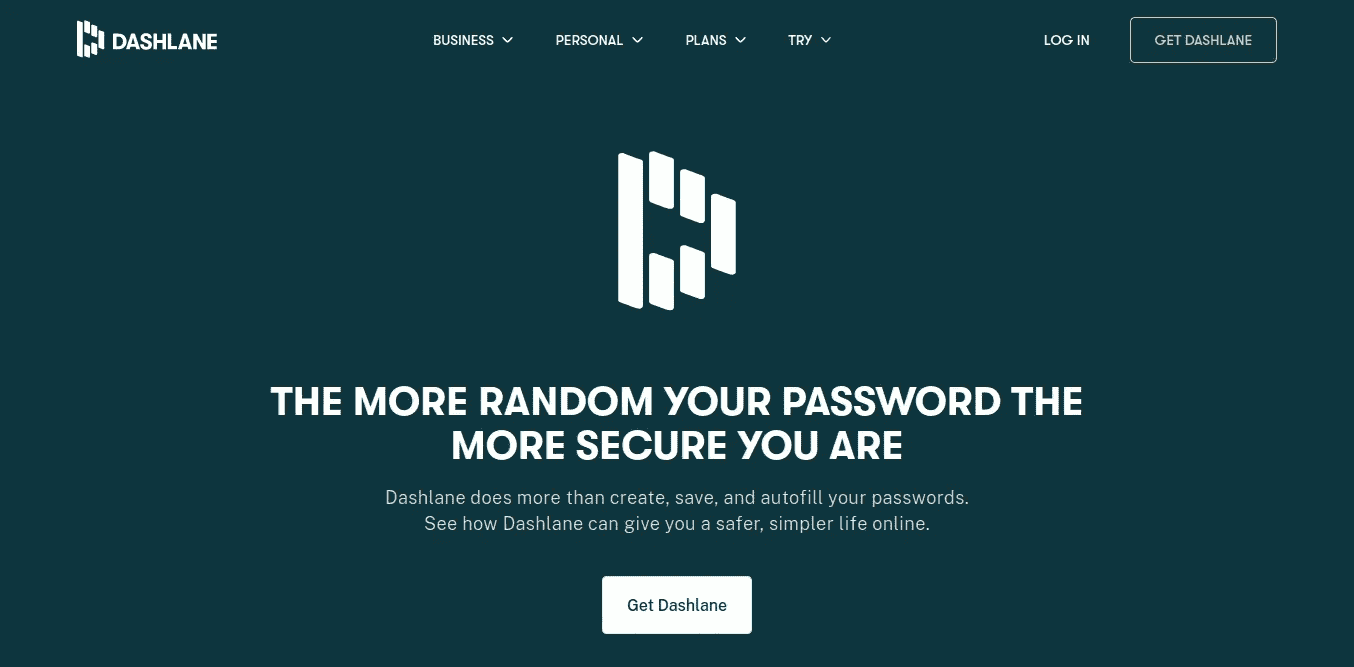 DASHLANE
BUSINESS
PERSONAL
PLANS
TRY
LOG IN
GET DASHLANE
THE MORE RANDOM YOUR PASSWORD THE
MORE SECURE YOU ARE
Dashlane does more than create, save, and autofill your passwords.
See how Dashlane can give you a safer, simpler life online.
Get Dashlane